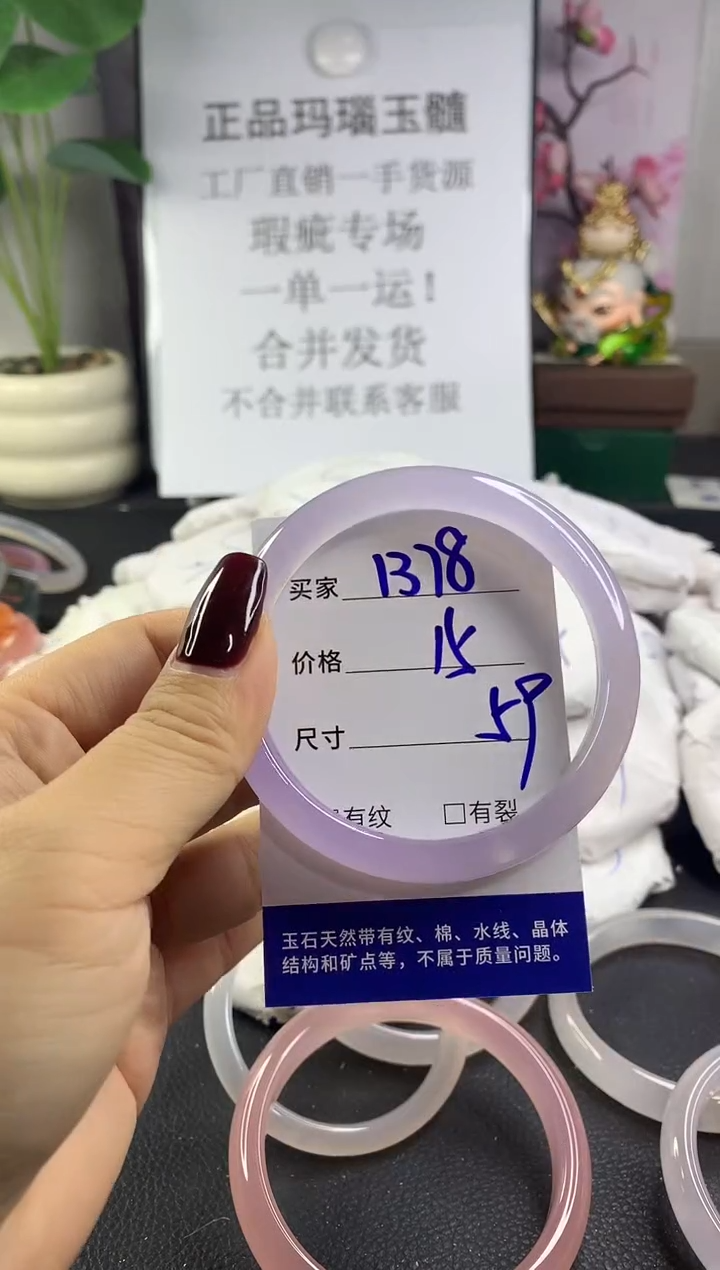 正品玛瑙玉髓
工厂直销一手货源
瑕疵专场
一单一运！
合并发货
不合并联系客服
买家 1378
价格 15
尺寸 59
有纹 □有裂
玉石天然带有纹、棉、水线、晶体
结构和矿点等，不属于质量问题。